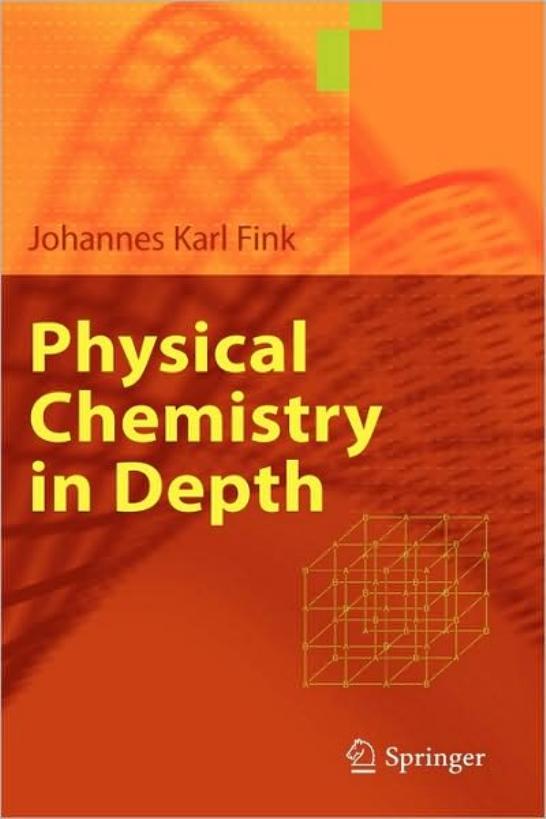 Johannes Karl Fink
Physical
Chemistry
in Depth
Springer